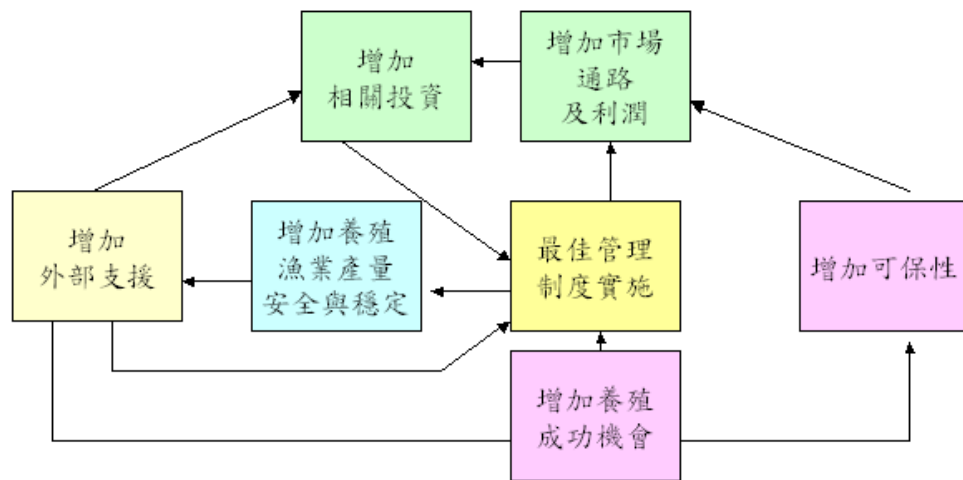 增加
相關投資
增加市場
通路
及利潤
增加
外部支援
增加養殖
漁業產量
安全與穩定
最佳管理
制度實施
增加可保性
增加養殖
成功機會